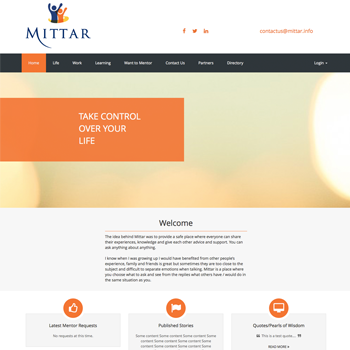 MITTAR
contactus@mittar.info
Home Life Work Learning Want to Mentor Contact Us Partners Directory Login
TAKE CONTROL
OVER YOUR
LIFE
Welcome
The idea behind Mittar was to provide a safe place where everyone can share
their experiences, knowledge and give each other advice and support. You can
ask anything about anything.
I know when I was growing up I would have benefited from other people's
experience, family and friends is great but sometimes they are too close to the
subject and difficult to separate emotions when talking. Mittar is a place where
you choose what to ask and see from the replies what others have / would do in
the same situation as you.
Latest Mentor Requests
No requests at this time,
Published Stories
Some content Some content Some
content Some content Some content
Some content Some content Some
Quotes/Pearls of Wisdom
This is a test quote....